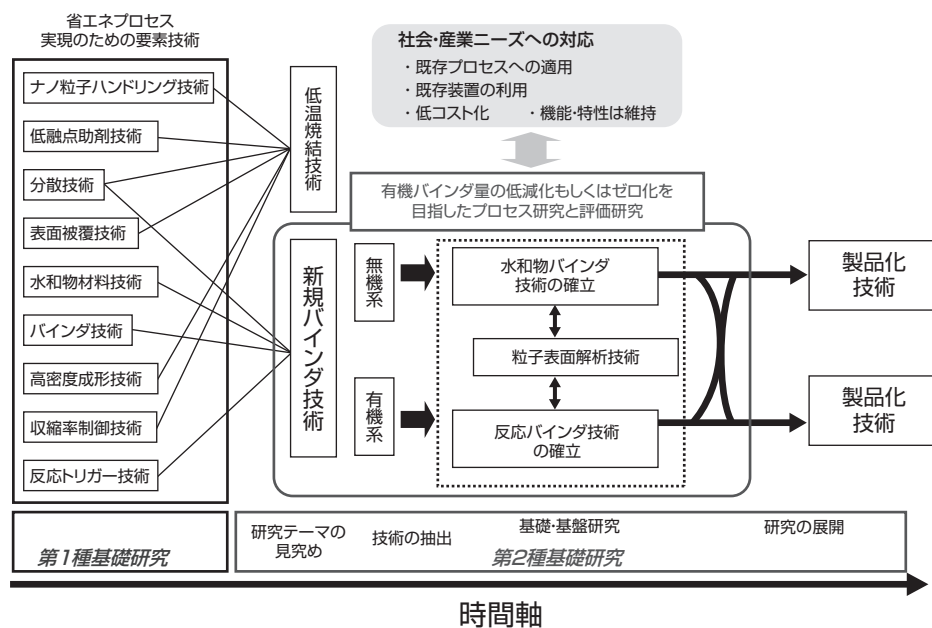 省エネプロセス
実現のための要素技術
ナノ粒子ハンドリング技術
低融点助剤技術
分散技術
表面被覆技術
水和物材料技術
バインダ技術
高密度成形技術
収縮率制御技術
反応トリガー技術
低温焼結技術
新規バインダ技術
社会・産業ニーズへの対応
・既存プロセスへの適用
・既存装置の利用
・低コスト化 ・機能・特性は維持
有機バインダ量の低減化もしくはゼロ化を
目指したプロセス研究と評価研究
無機系
有機系
水和物バインダ
技術の確立
粒子表面解析技術
反応バインダ技術
の確立
製品化
技術
製品化
技術
第1種基礎研究
研究テーマの
見究め
技術の抽出
基礎・基盤研究
研究の展開
第2種基礎研究
時間軸